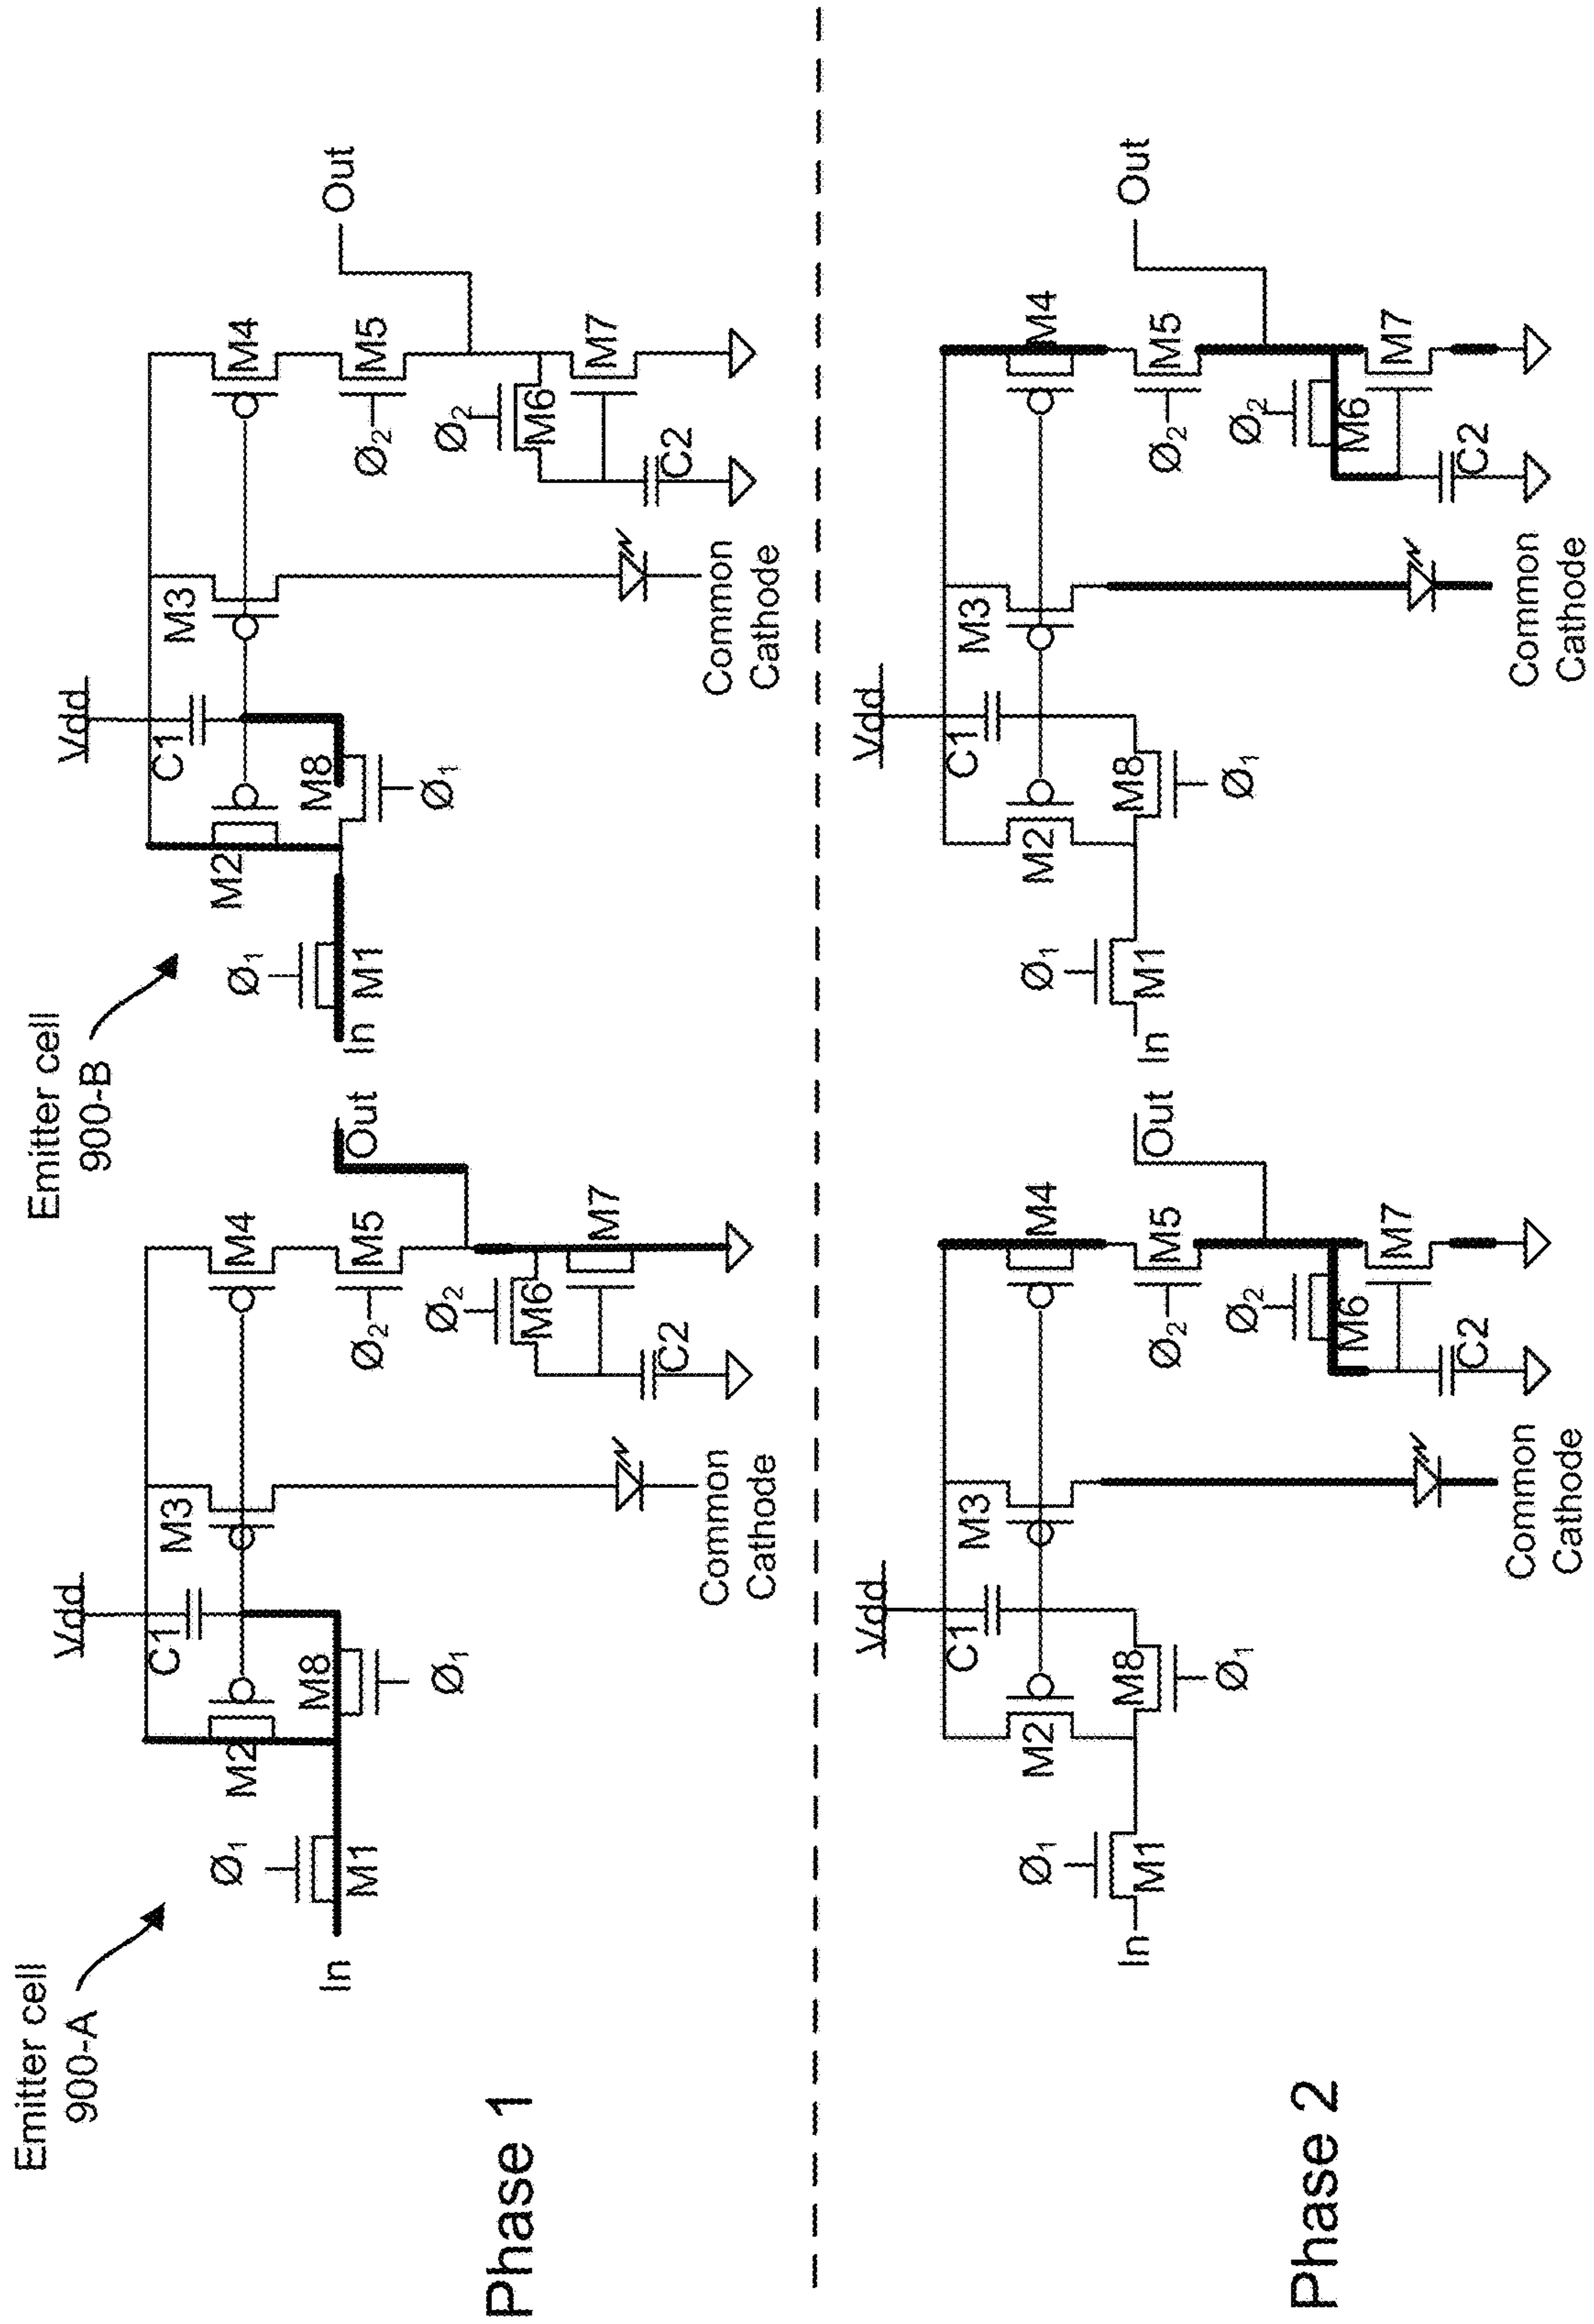 Emitter cell
900-A
Emitter cell
900-B
Phase 1
Vdd
C1
M3
M4
M2
M8
Ø1
Ø1
M1
In
M5
Ø2
Ø2
M6
M7
C2
Out
Common
Cathode
Vdd
C1
M3
M4
M2
M8
Ø1
Ø1
M1
In
M5
Ø2
Ø2
M6
M7
C2
Out
Common
Cathode
Phase 2
Vdd
C1
M3
M4
M2
M8
Ø1
Ø1
M1
In
M5
Ø2
Ø2
M6
M7
C2
Out
Common
Cathode
Vdd
C1
M3
M4
M2
M8
Ø1
Ø1
M1
In
M5
Ø2
Ø2
M6
M7
C2
Out
Common
Cathode